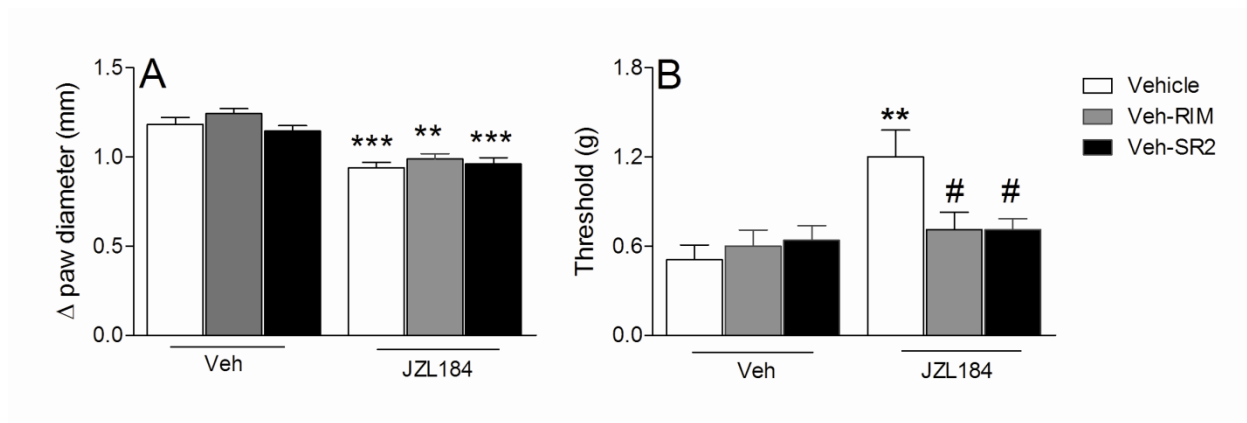 A
Δ paw diameter (mm)
1.5
1.0
0.5
0.0
***
**
***
Veh
JZL184
B
Threshold (g)
1.8
1.2
0.6
0.0
**
#
#
Veh
JZL184
Vehicle
Veh-RIM
Veh-SR2